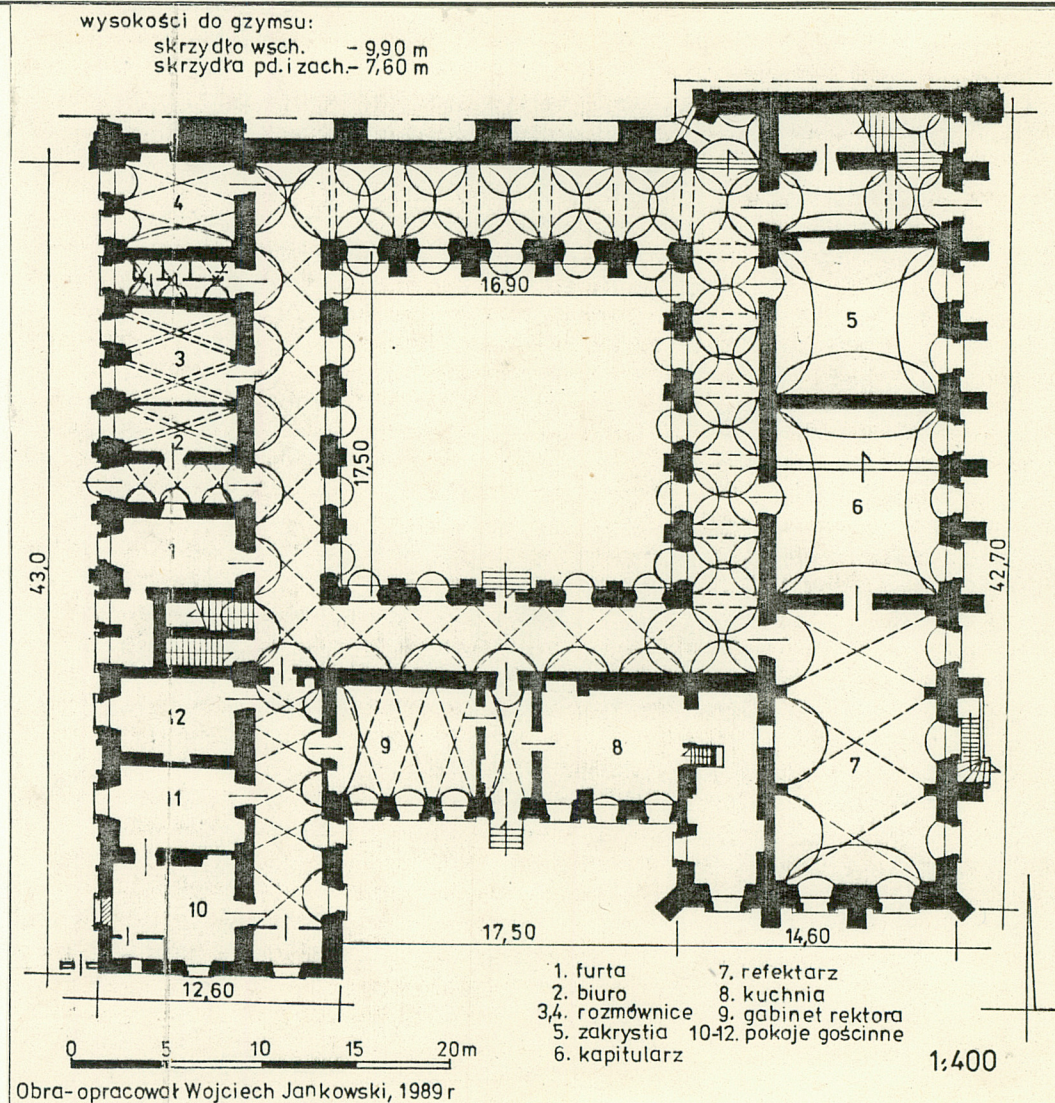 wysokości do gzymsu:
skrzydło wsch. - 9,90 m
skrzydła pd. i zach.- 7,60 m
4
16,90
5
3
2
17,50
6
1
43,0
42,70
12
9
8
7
11
10
17,50
14,60
12,60
1. furta
2. biuro
3,4. rozmównice
5. zakrystia
6. kapitularz
7. refektarz
8. kuchnia
9. gabinet rektora
10-12. pokoje gościnne
0 5 10 15 20m
1:400
Obra-opracował Wojciech Jankowski, 1989 r